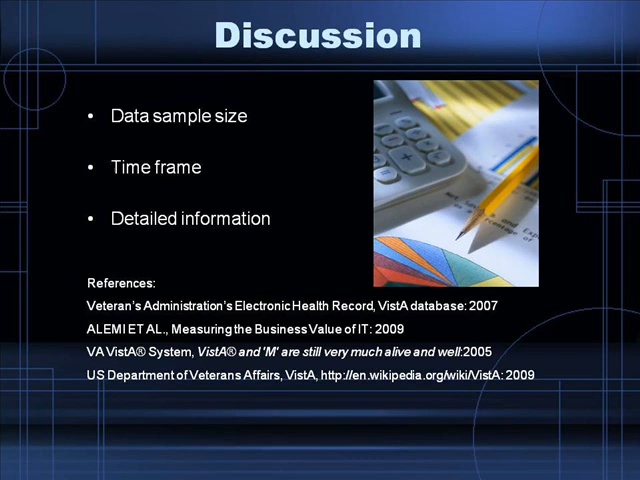 Discussion
• Data sample size
• Time frame
• Detailed information
References:
Veteran's Administration's Electronic Health Record, VistA database: 2007
ALEMI ET AL., Measuring the Business Value of IT: 2009
VA VistA® System, VistA® and 'M' are still very much alive and well:2005
US Department of Veterans Affairs, VistA, http://en.wikipedia.org/wiki/VistA: 2009